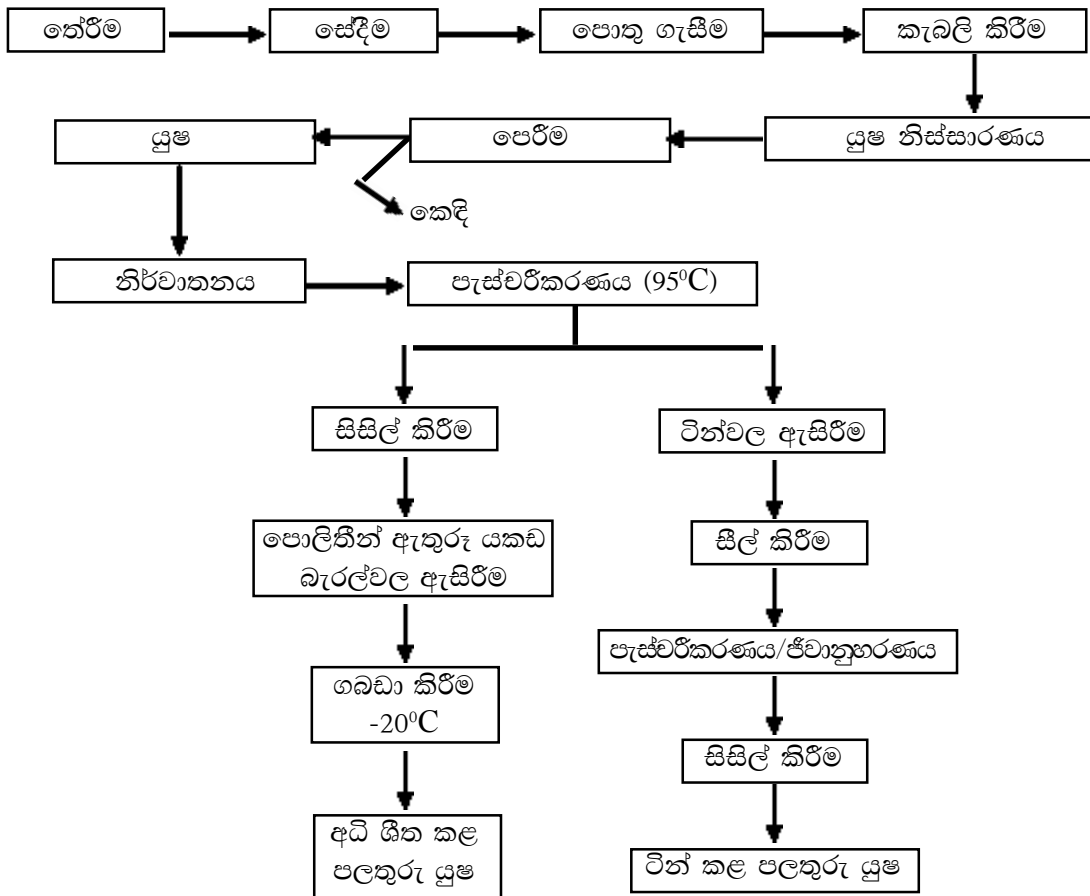 තේරීම
සේදීම
පොතු ගැසීම
කැබලි කිරීම
යුෂ නිස්සාරණය
පෙරීම
යුෂ
කෙඳි
නිර්වාතනය
පැස්චරීකරණය (95⁰C)
සිසිල් කිරීම
පොලිතීන් ඇතුරූ යකඩ
බැරල්වල ඇසිරීම
ගබඩා කිරීම
-20⁰C
අධි ශීත කළ
පලතුරු යුෂ
ටින්වල ඇසිරීම
සීල් කිරීම
පැස්චරීකරණය/ජීවානුහරණය
සිසිල් කිරීම
ටින් කළ පලතුරු යුෂ